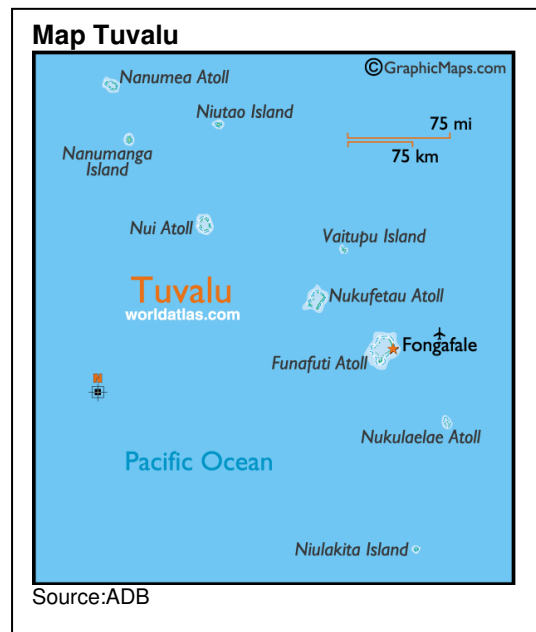 Map Tuvalu
©GraphicMaps.com
Nanumea Atoll
Niutao Island
75 mi
75 km
Nanumanga
Island
Nui Atoll
Vaitupu Island
Tuvalu
worldatlas.com
Nukufetau Atoll
Fongafale
Funafuti Atoll
Nukulaelae Atoll
Pacific Ocean
Niulakita Island
Source:ADB